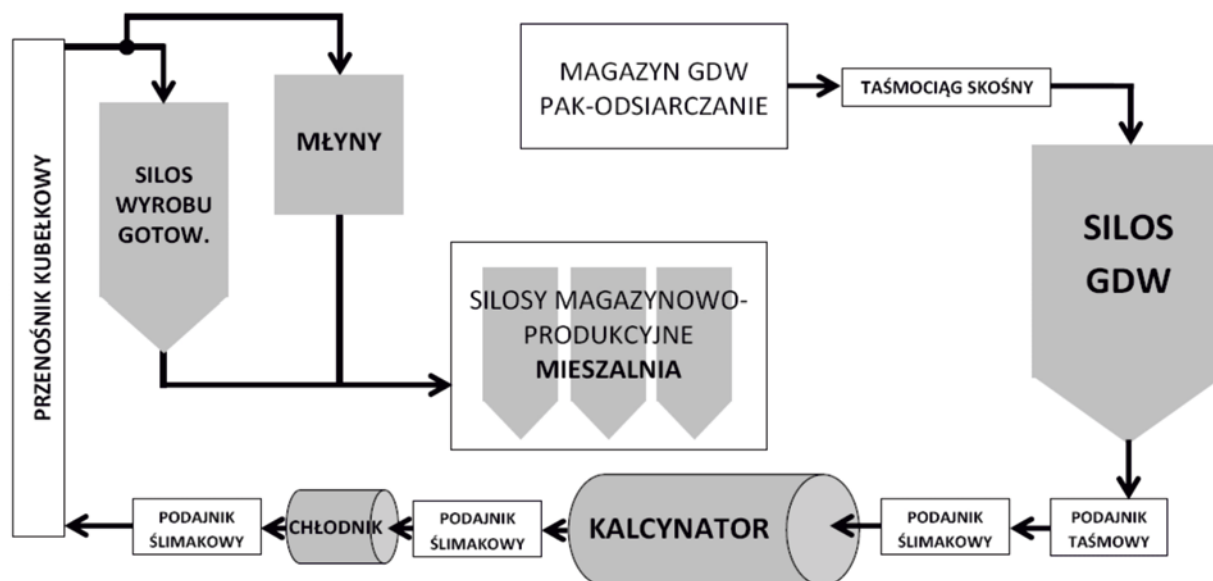 PRZENOŚNIK KUBEŁKOWY
SILOS
WYROBU
GOTOW.
MŁYNY
MAGAZYN GDW
PAK-ODSIARCZANIE
TAŚMOCIĄG SKOŚNY
SILOS
GDW
SILOSY MAGAZYNOWO-
PRODUKCYJNE
MIESZALNIA
PODAJNIK
ŚLIMAKOWY
CHŁODNIK
PODAJNIK
ŚLIMAKOWY
KALCYNATOR
PODAJNIK
ŚLIMAKOWY
PODAJNIK
TAŚMOWY